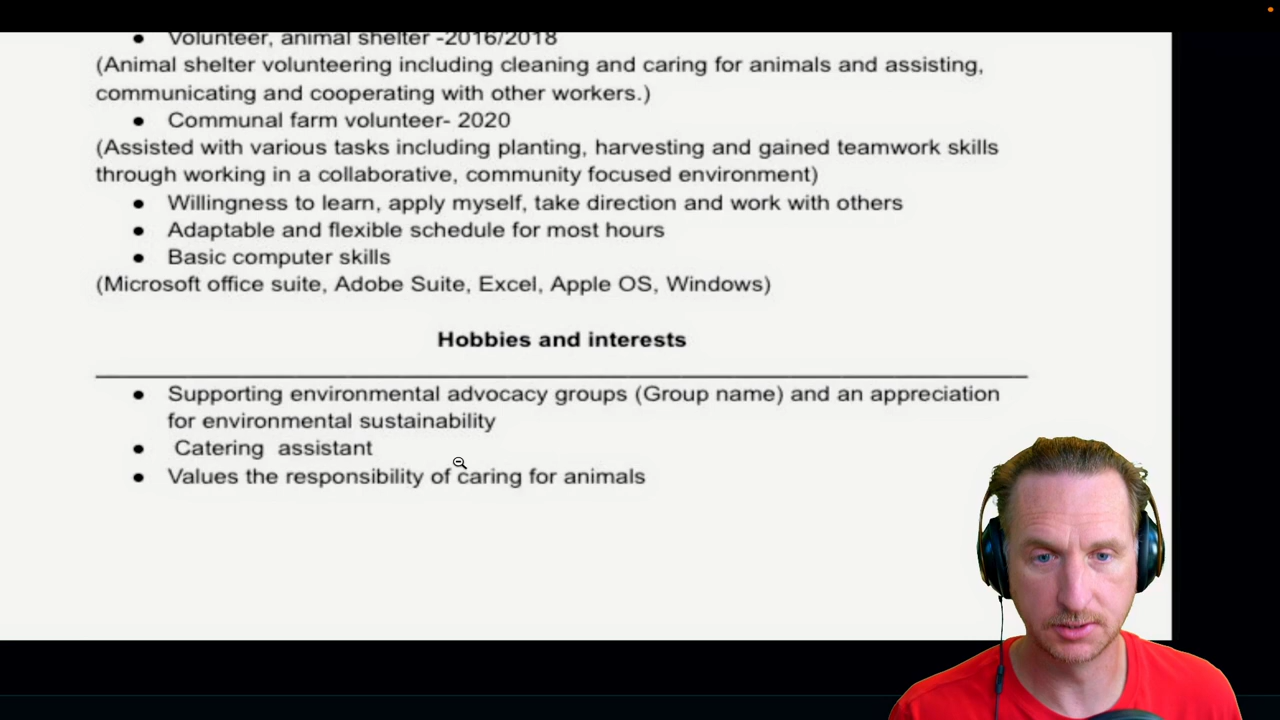 ● Volunteer, animal shelter -2016/2018
(Animal shelter volunteering including cleaning and caring for animals and assisting,
communicating and cooperating with other workers.)
● Communal farm volunteer- 2020
(Assisted with various tasks including planting, harvesting and gained teamwork skills
through working in a collaborative, community focused environment)
● Willingness to learn, apply myself, take direction and work with others
● Adaptable and flexible schedule for most hours
● Basic computer skills
(Microsoft office suite, Adobe Suite, Excel, Apple OS, Windows)
Hobbies and interests
● Supporting environmental advocacy groups (Group name) and an appreciation
for environmental sustainability
● Catering assistant
● Values the responsibility of caring for animals